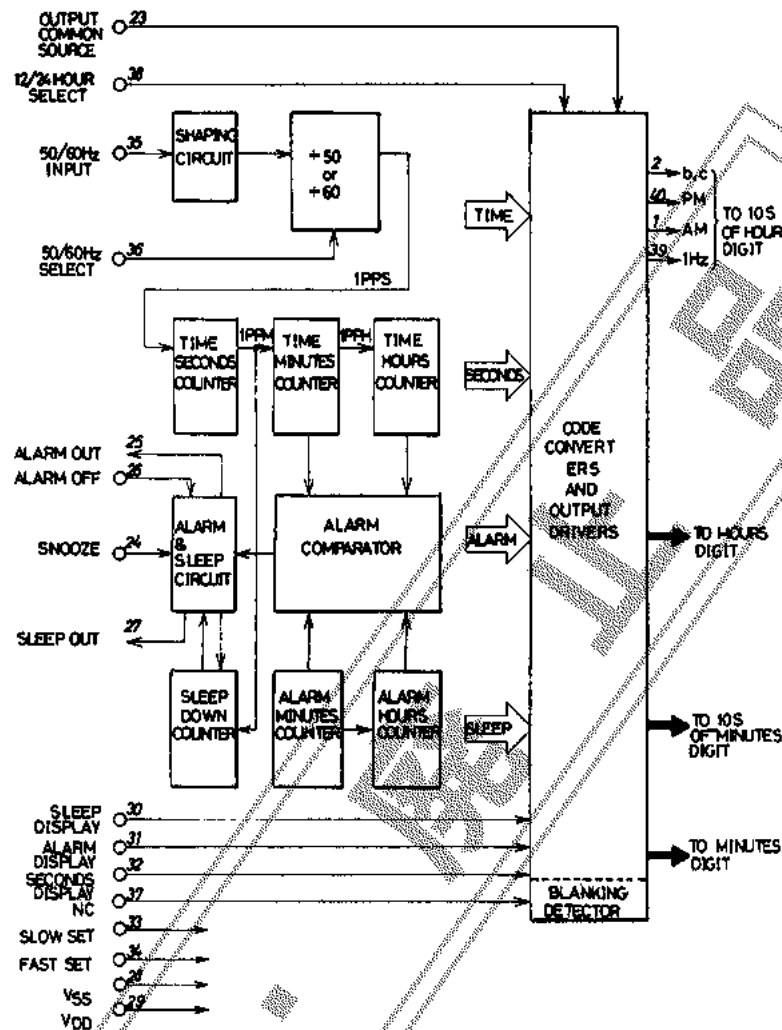 OUTPUT
COMMON
SOURCE
23
12/24 HOUR
SELECT
38
50/60Hz
INPUT
35
SHAPING
CIRCUIT
÷50
or
÷60
50/60Hz
SELECT
36
1PPS
TIME
SECONDS
COUNTER
1PPM
TIME
MINUTES
COUNTER
1PPH
TIME
HOURS
COUNTER
ALARM OUT
25
ALARM OFF
26
SNOOZE
24
ALARM
&
SLEEP
CIRCUIT
ALARM
COMPARATOR
SLEEP OUT
27
SLEEP
DOWN
COUNTER
ALARM
MINUTES
COUNTER
ALARM
HOURS
COUNTER
TIME
SECONDS
ALARM
SLEEP
CODE
CONVERT
ERS
AND
OUTPUT
DRIVERS
2 b,c
40 PM
1 AM
39 1Hz
TO 10S
OF HOUR
DIGIT
TO HOURS
DIGIT
TO 10S
OF MINUTES
DIGIT
TO MINUTES
DIGIT
BLANKING
DETECTOR
SLEEP
DISPLAY
30
ALARM
DISPLAY
31
SECONDS
DISPLAY
32
NC
37
SLOW SET
33
FAST SET
34
VSS
28
VDD
29